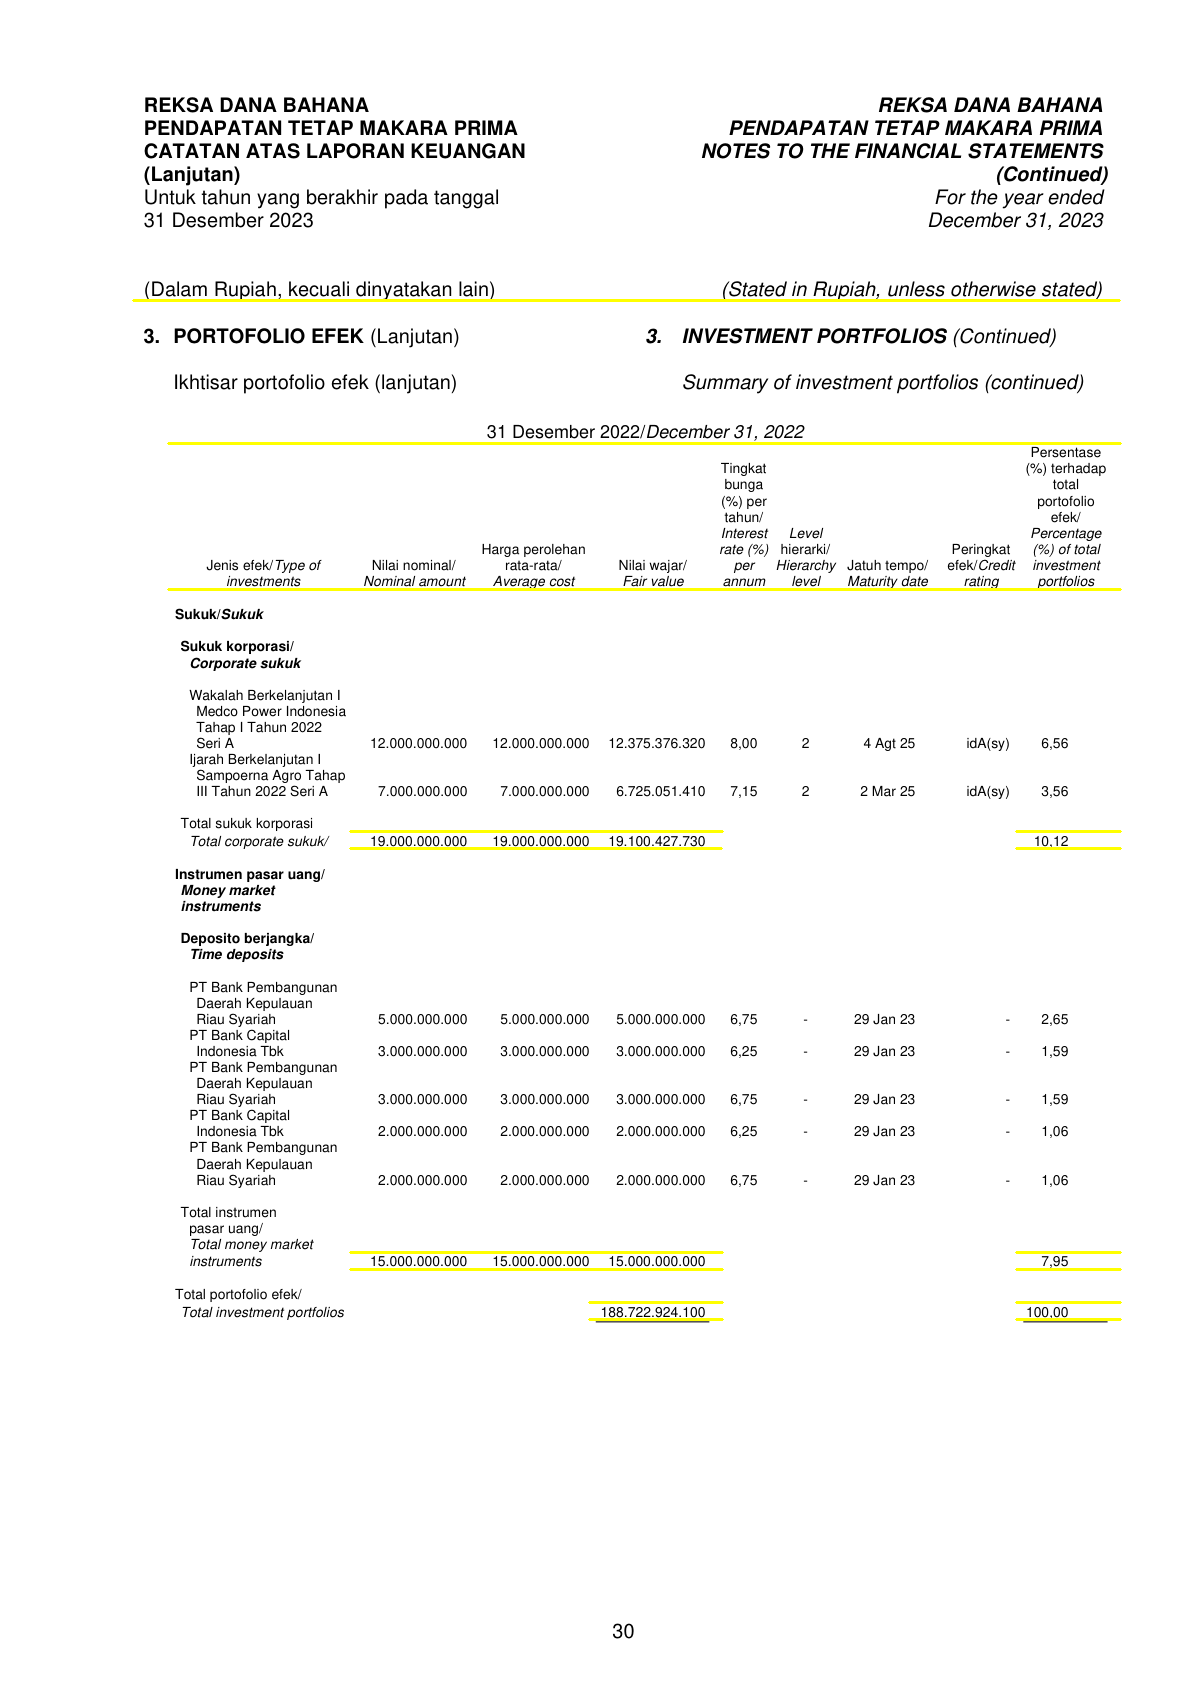 REKSA DANA BAHANA
PENDAPATAN TETAP MAKARA PRIMA
CATATAN ATAS LAPORAN KEUANGAN
(Lanjutan)
Untuk tahun yang berakhir pada tanggal
31 Desember 2023
REKSA DANA BAHANA
PENDAPATAN TETAP MAKARA PRIMA
NOTES TO THE FINANCIAL STATEMENTS
(Continued)
For the year ended
December 31, 2023
(Dalam Rupiah, kecuali dinyatakan lain)
(Stated in Rupiah, unless otherwise stated)
3. PORTOFOLIO EFEK (Lanjutan)
3. INVESTMENT PORTFOLIOS (Continued)
Ikhtisar portofolio efek (lanjutan)
Summary of investment portfolios (continued)
31 Desember 2022/December 31, 2022
Jenis efek/Type of
investments
Nilai nominal/
Nominal amount
Harga perolehan
rata-rata/
Average cost
Nilai wajar/
Fair value
Tingkat
bunga
(%) per
tahun/
Interest
rate (%)
per
annum
Level
hierarki/
Hierarchy
level
Jatuh tempo/
Maturity date
Peringkat
efek/Credit
rating
Persentase
(%) terhadap
total
portofolio
efek/
Percentage
(%) of total
investment
portfolios
Sukuk/Sukuk
Sukuk korporasi/
Corporate sukuk
Wakalah Berkelanjutan I
Medco Power Indonesia
Tahap I Tahun 2022
Seri A 12.000.000.000 12.000.000.000 12.375.376.320 8,00 2 4 Agt 25 idA(sy) 6,56
Ijarah Berkelanjutan I
Sampoerna Agro Tahap
III Tahun 2022 Seri A 7.000.000.000 7.000.000.000 6.725.051.410 7,15 2 2 Mar 25 idA(sy) 3,56
Total sukuk korporasi
Total corporate sukuk/ 19.000.000.000 19.000.000.000 19.100.427.730 10,12
Instrumen pasar uang/
Money market
instruments
Deposito berjangka/
Time deposits
PT Bank Pembangunan
Daerah Kepulauan
Riau Syariah 5.000.000.000 5.000.000.000 5.000.000.000 6,75 - 29 Jan 23 - 2,65
PT Bank Capital
Indonesia Tbk 3.000.000.000 3.000.000.000 3.000.000.000 6,25 - 29 Jan 23 - 1,59
PT Bank Pembangunan
Daerah Kepulauan
Riau Syariah 3.000.000.000 3.000.000.000 3.000.000.000 6,75 - 29 Jan 23 - 1,59
PT Bank Capital
Indonesia Tbk 2.000.000.000 2.000.000.000 2.000.000.000 6,25 - 29 Jan 23 - 1,06
PT Bank Pembangunan
Daerah Kepulauan
Riau Syariah 2.000.000.000 2.000.000.000 2.000.000.000 6,75 - 29 Jan 23 - 1,06
Total instrumen
pasar uang/
Total money market
instruments 15.000.000.000 15.000.000.000 15.000.000.000 7,95
Total portofolio efek/
Total investment portfolios 188.722.924.100 100,00
30